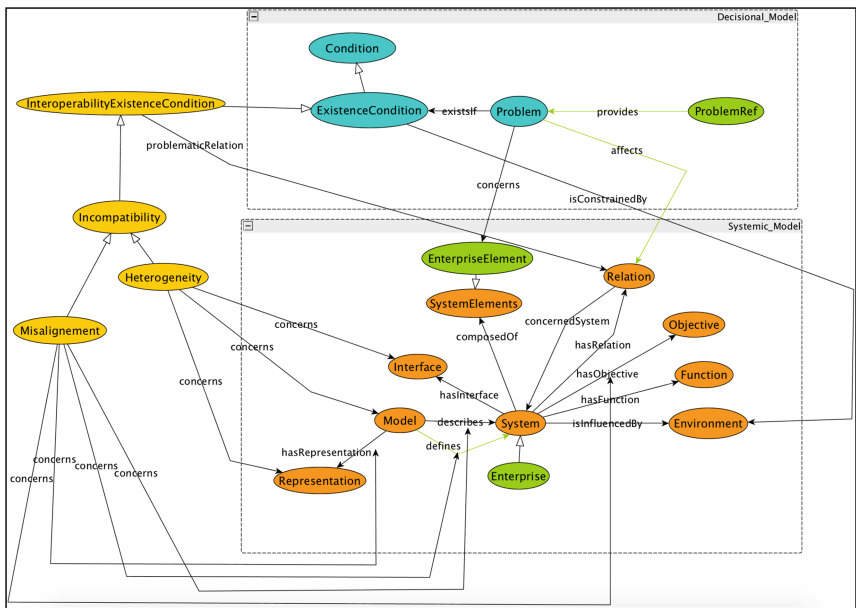 Decisional_Model
Condition
InteroperabilityExistenceCondition
ExistenceCondition
existsIf
Problem
provides
ProblemRef
problematicRelation
affects
concerns
isConstrainedBy
Incompatibility
Systemic_Model
EnterpriseElement
Heterogeneity
Relation
SystemElements
concernedSystem
Misalignement
concerns
Objective
composedOf
hasRelation
concerns
Interface
hasObjective
Function
concerns
hasInterface
hasFunction
Model
describes
System
isInfluencedBy
Environment
hasRepresentation
defines
concerns
concerns
concerns
concerns
Representation
Enterprise